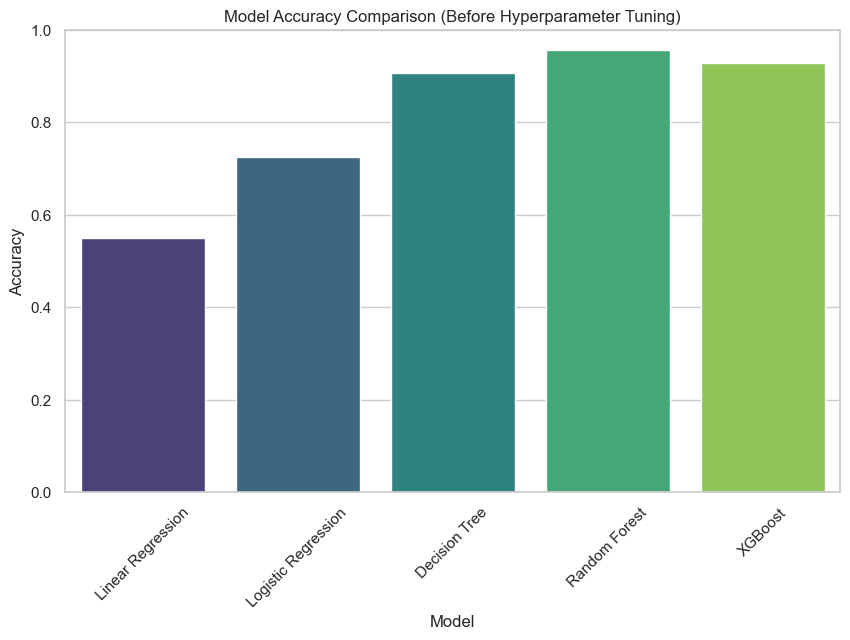 Model Accuracy Comparison (Before Hyperparameter Tuning)
1.0
0.8
0.6
0.4
0.2
0.0
Accuracy
Linear Regression
Logistic Regression
Decision Tree
Random Forest
XGBoost
Model